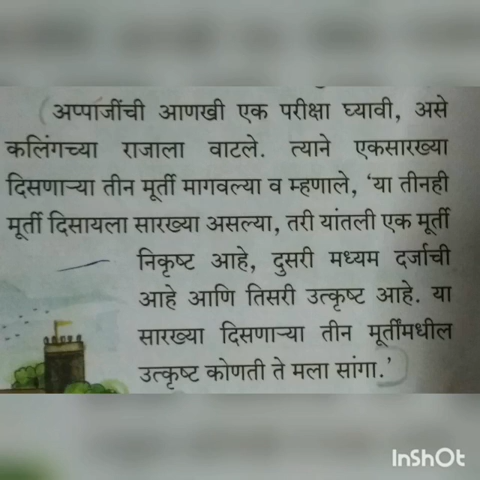 अप्पाजींची आणखी एक परीक्षा घ्यावी, असे
कलिंगच्या राजाला वाटले. त्याने एकसारख्या
दिसणाऱ्या तीन मूर्ती मागवल्या व म्हणाले, ‘या तीनही
मूर्ती दिसायला सारख्या असल्या, तरी यांतली एक मूर्ती
निकृष्ट आहे, दुसरी मध्यम दर्जाची
आहे आणि तिसरी उत्कृष्ट आहे. या
सारख्या दिसणाऱ्या तीन मूर्तींमधील
उत्कृष्ट कोणती ते मला सांगा.’
InShOt